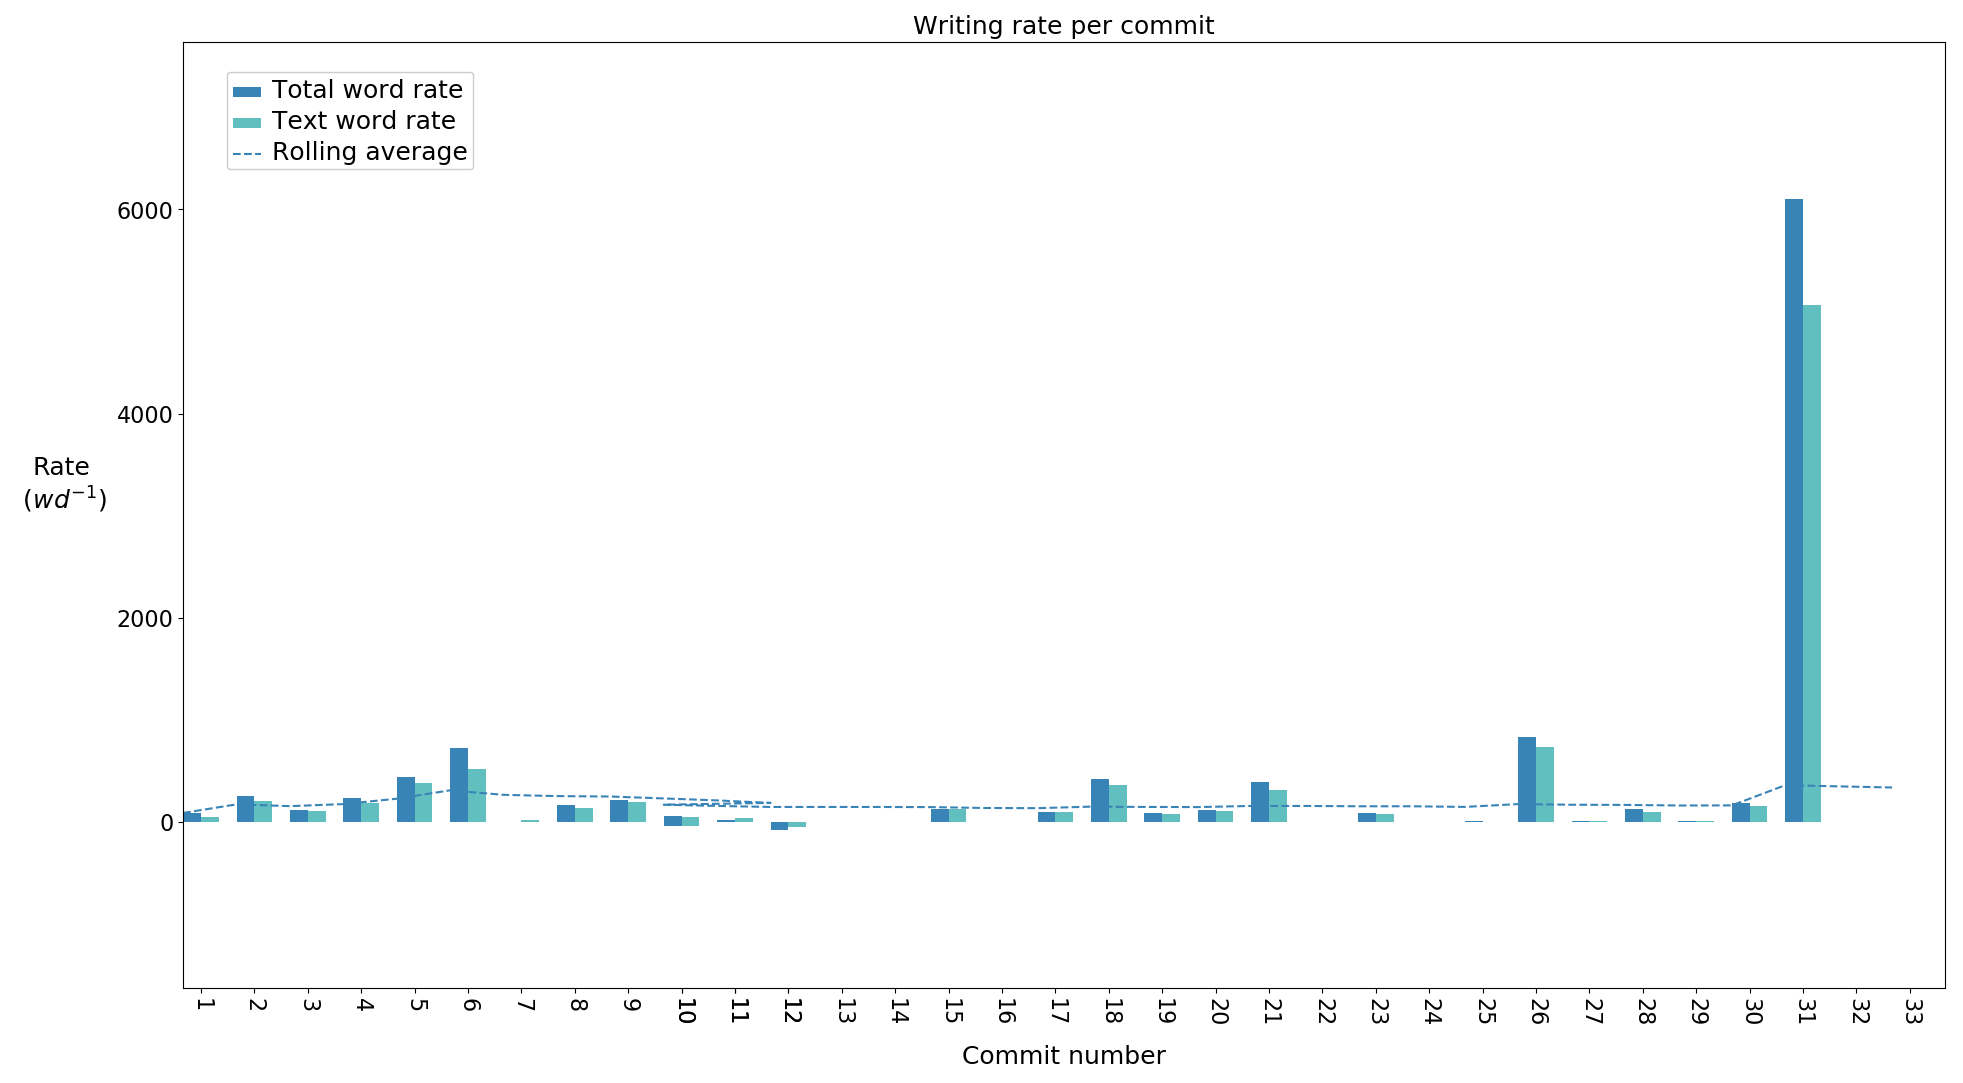 Writing rate per commit
Total word rate
Text word rate
Rolling average
6000
4000
2000
0
Rate
(wd⁻¹)
1 2 3 4 5 6 7 8 9 10 11 12 13 14 15 16 17 18 19 20 21 22 23 24 25 26 27 28 29 30 31 32 33
Commit number